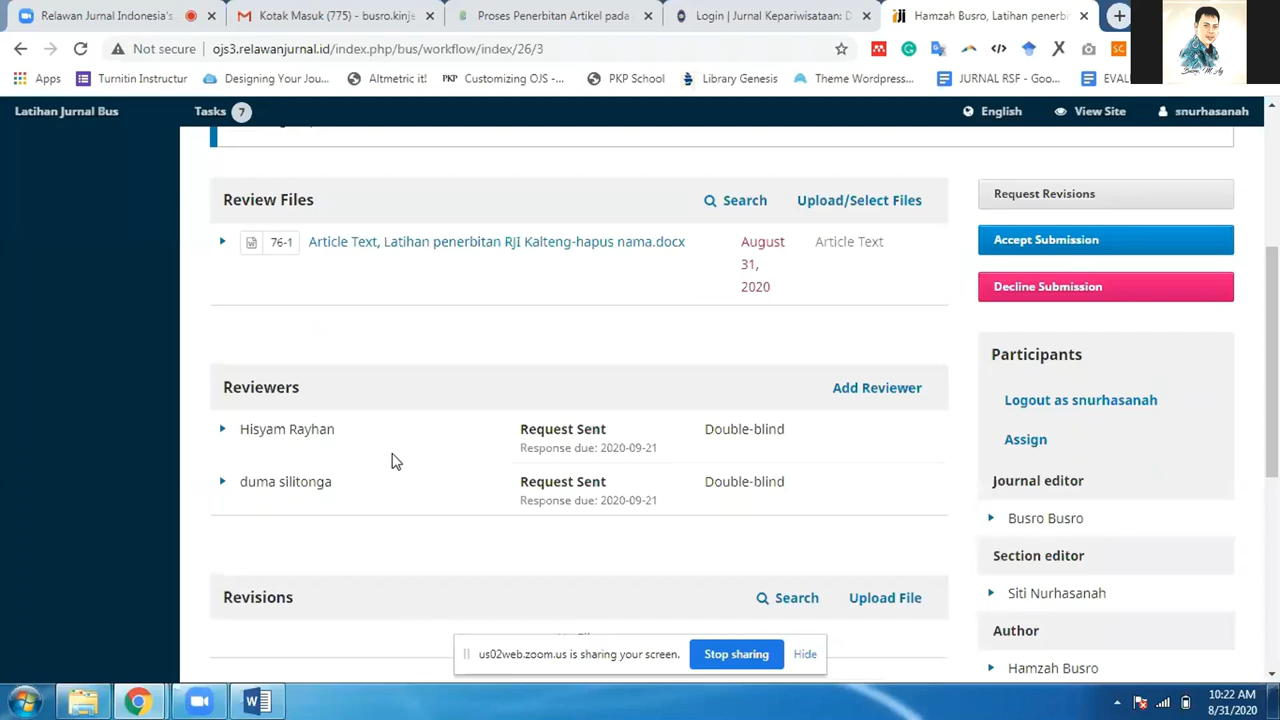 Relawan Jurnal Indonesia's
Kotak Masuk (775) - busro.kinje
Proses Penerbitan Artikel pada
Login | Jurnal Kepariwisataan: D
Hamzah Busro, Latihan penerbi
Not secure
ojs3.relawanjurnal.id/index.php/bus/workflow/index/26/3
Apps
Turnitin Instructur
Designing Your Jou...
Altmetric it!
PKP Customizing OJS -...
PKP School
Library Genesis
Theme Wordpress...
JURNAL RSF - Goo...
EVAL
Latihan Jurnal Bus
Tasks 7
English
View Site
snurhasanah
Review Files
Search
Upload/Select Files
76-1
Article Text, Latihan penerbitan RJI Kalteng-hapus nama.docx
August
31,
2020
Article Text
Request Revisions
Accept Submission
Decline Submission
Reviewers
Add Reviewer
Hisyam Rayhan
Request Sent
Response due: 2020-09-21
Double-blind
duma silitonga
Request Sent
Response due: 2020-09-21
Double-blind
Revisions
Search
Upload File
Participants
Logout as snurhasanah
Assign
Journal editor
Busro Busro
Section editor
Siti Nurhasanah
Author
Hamzah Busro
us02web.zoom.us is sharing your screen.
Stop sharing
Hide
10:22 AM
8/31/2020